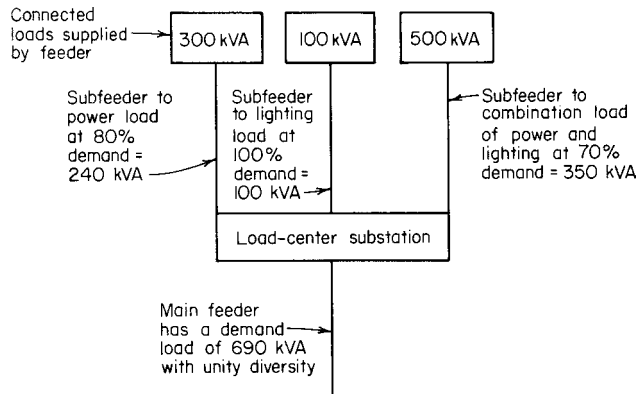 Connected
loads supplied
by feeder
300 kVA
100 kVA
500 kVA
Subfeeder to
power load
at 80%
demand =
240 kVA
Subfeeder
to lighting
load at
100%
demand =
100 kVA
Subfeeder to
combination load
of power and
lighting at 70%
demand = 350 kVA
Load-center substation
Main feeder
has a demand
load of 690 kVA
with unity diversity